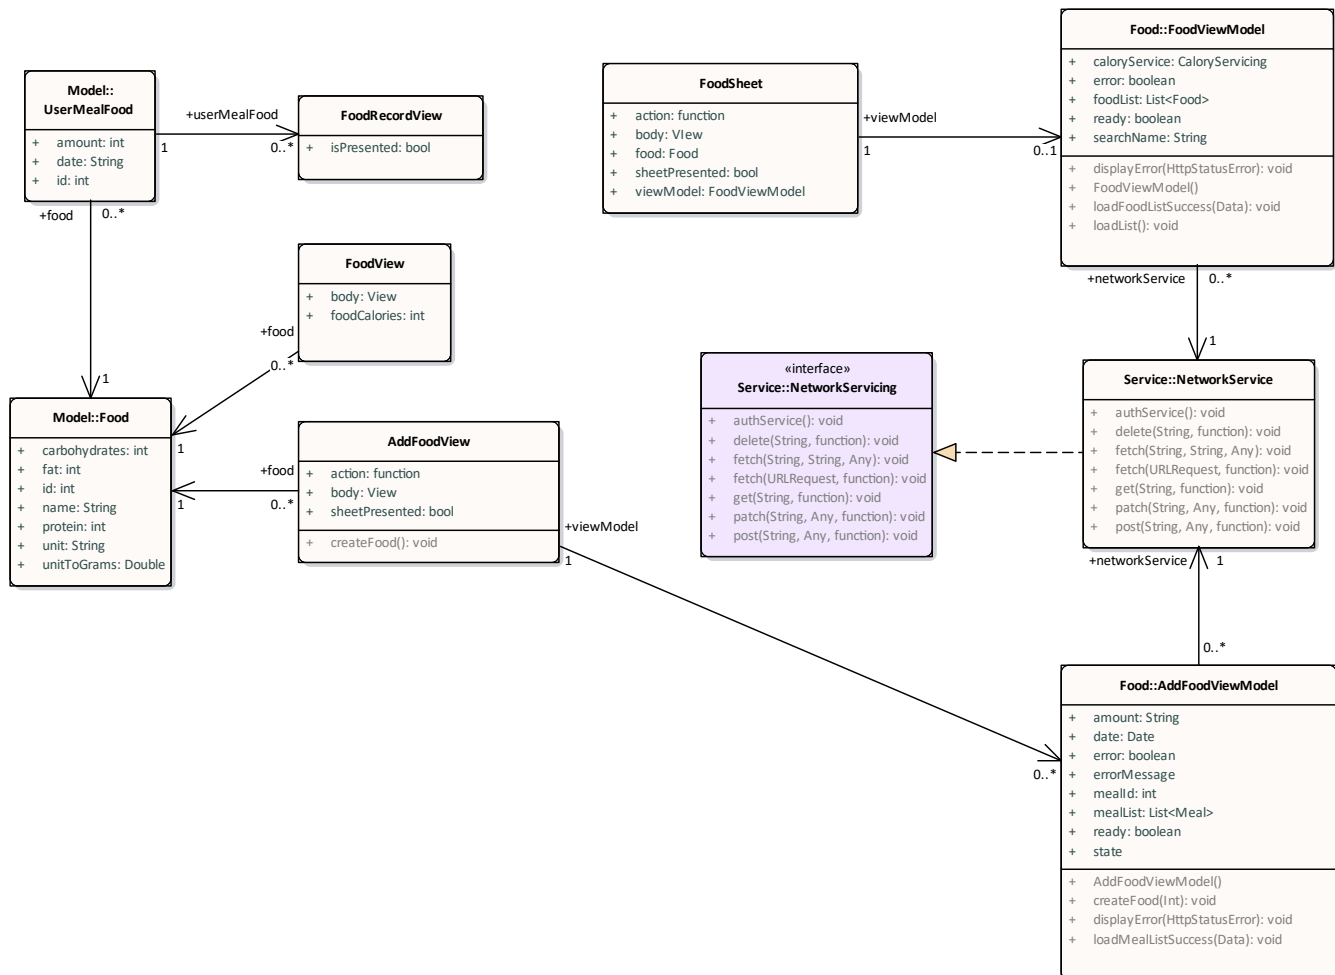 Model::
UserMealFood
+ amount: int
+ date: String
+ id: int
+userMealFood
1
0..*
FoodRecordView
+ isPresented: bool
FoodSheet
+ action: function
+ body: VIew
+ food: Food
+ sheetPresented: bool
+ viewModel: FoodViewModel
+viewModel
1
0..1
Food::FoodViewModel
+ caloryService: CaloryServicing
+ error: boolean
+ foodList: List<Food>
+ ready: boolean
+ searchName: String
+ displayError(HttpStatusError): void
+ FoodViewModel()
+ loadFoodListSuccess(Data): void
+ loadList(): void
+food
0..*
1
FoodView
+ body: View
+ foodCalories: int
+food
0..*
1
+networkService
0..*
1
Model::Food
+ carbohydrates: int
+ fat: int
+ id: int
+ name: String
+ protein: int
+ unit: String
+ unitToGrams: Double
+food
1
0..*
AddFoodView
+ action: function
+ body: View
+ sheetPresented: bool
+ createFood(): void
+viewModel
1
0..*
«interface»
Service::NetworkServicing
+ authService(): void
+ delete(String, function): void
+ fetch(String, String, Any): void
+ fetch(URLRequest, function): void
+ get(String, function): void
+ patch(String, Any, function): void
+ post(String, Any, function): void
Service::NetworkService
+ authService(): void
+ delete(String, function): void
+ fetch(String, String, Any): void
+ fetch(URLRequest, function): void
+ get(String, function): void
+ patch(String, Any, function): void
+ post(String, Any, function): void
+networkService
1
0..*
Food::AddFoodViewModel
+ amount: String
+ date: Date
+ error: boolean
+ errorMessage
+ mealId: int
+ mealList: List<Meal>
+ ready: boolean
+ state
+ AddFoodViewModel()
+ createFood(Int): void
+ displayError(HttpStatusError): void
+ loadMealListSuccess(Data): void